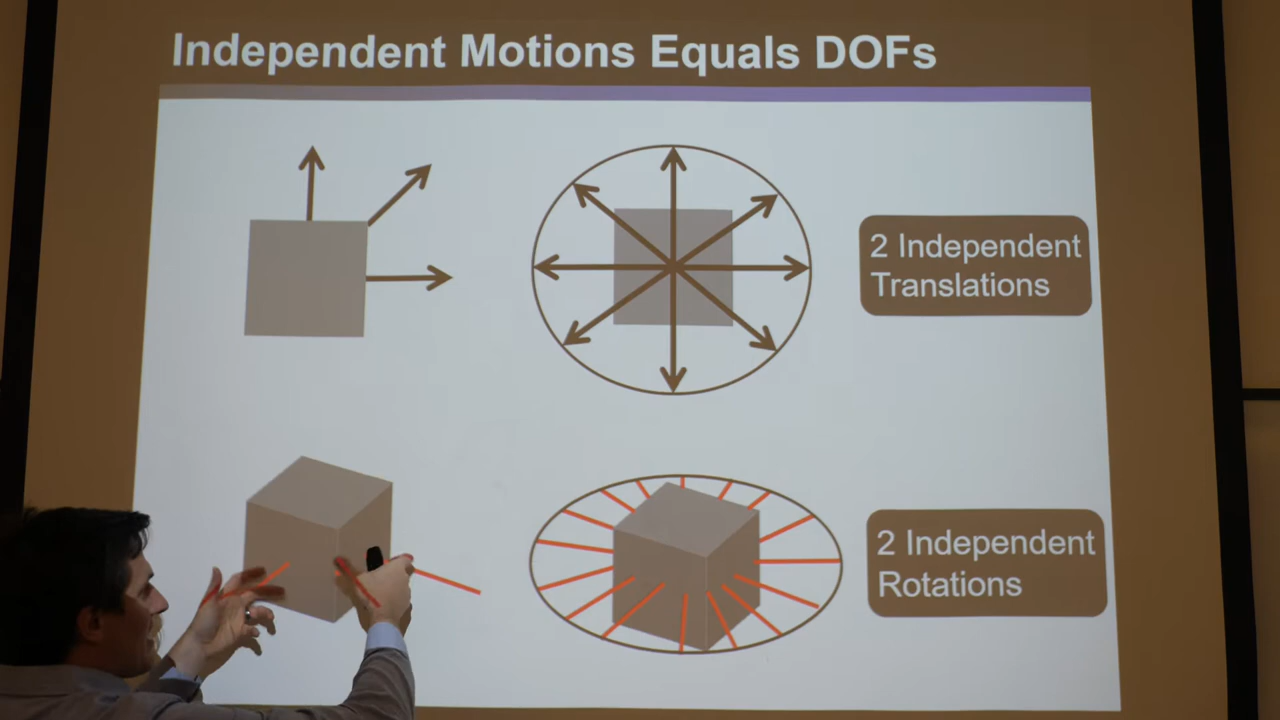 Independent Motions Equals DOFs
2 Independent
Translations
2 Independent
Rotations